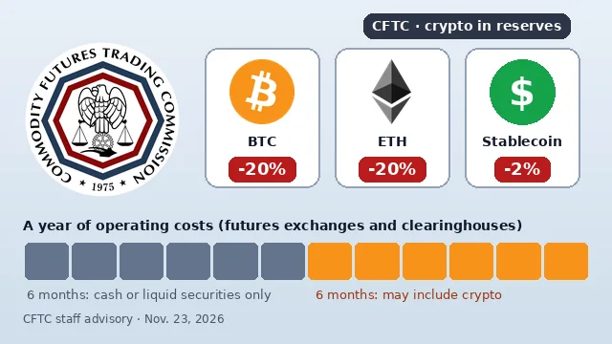 CFTC · crypto in reserves
COMMODITY FUTURES TRADING COMMISSION
★ 1975 ★
BTC
ETH
Stablecoin
-20%
-20%
-2%
A year of operating costs (futures exchanges and clearinghouses)
6 months: cash or liquid securities only
6 months: may include crypto
CFTC staff advisory · Nov. 23, 2026